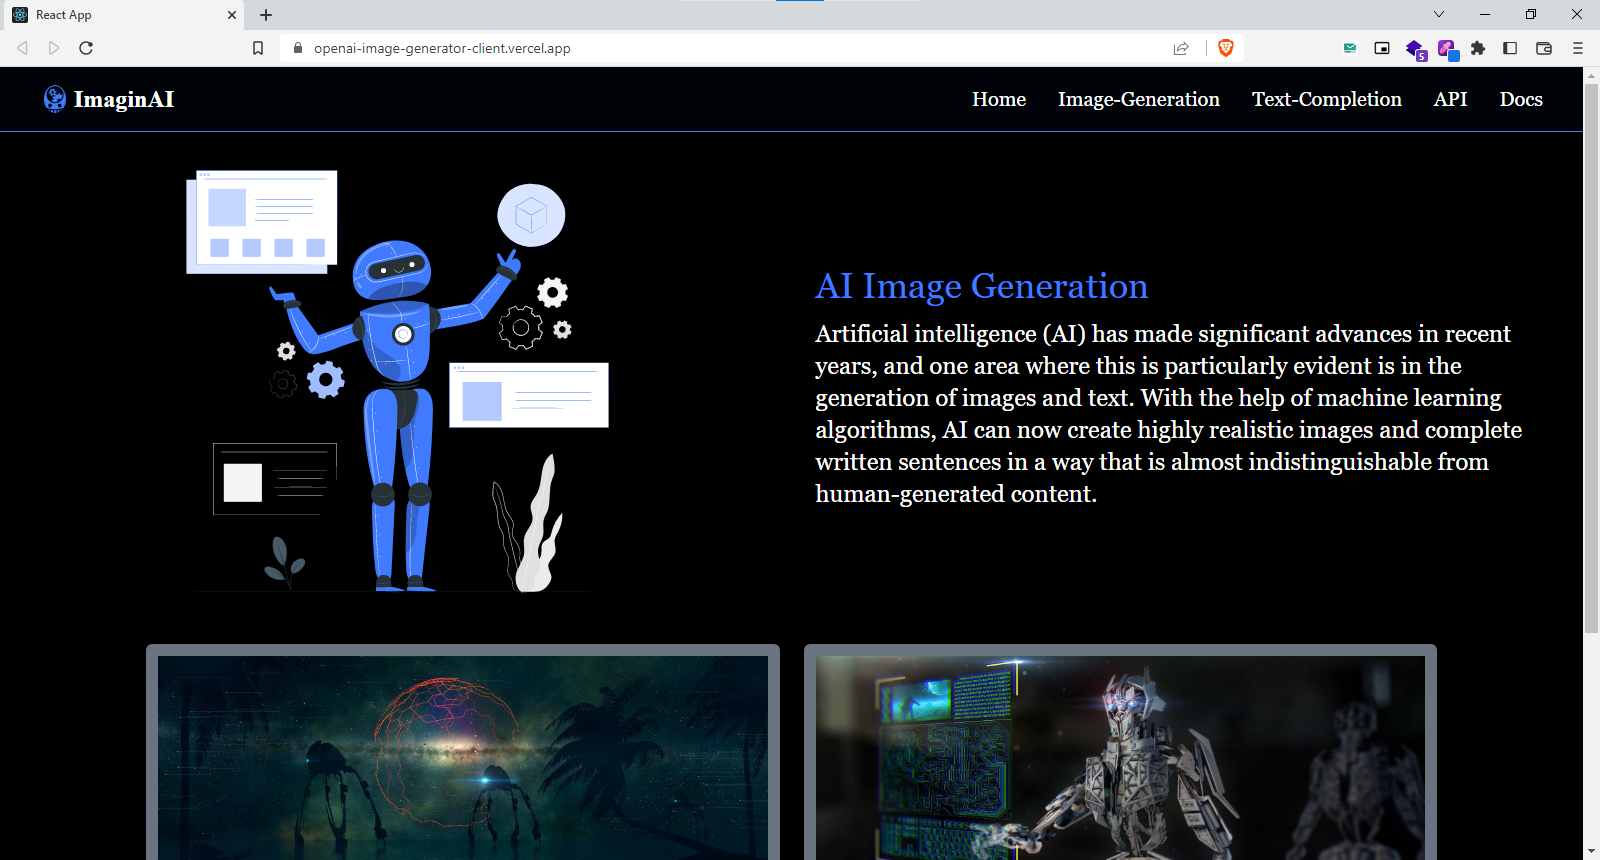 React App
openai-image-generator-client.vercel.app
5
ImaginAI
Home
Image-Generation
Text-Completion
API
Docs
AI Image Generation
Artificial intelligence (AI) has made significant advances in recent
years, and one area where this is particularly evident is in the
generation of images and text. With the help of machine learning
algorithms, AI can now create highly realistic images and complete
written sentences in a way that is almost indistinguishable from
human-generated content.